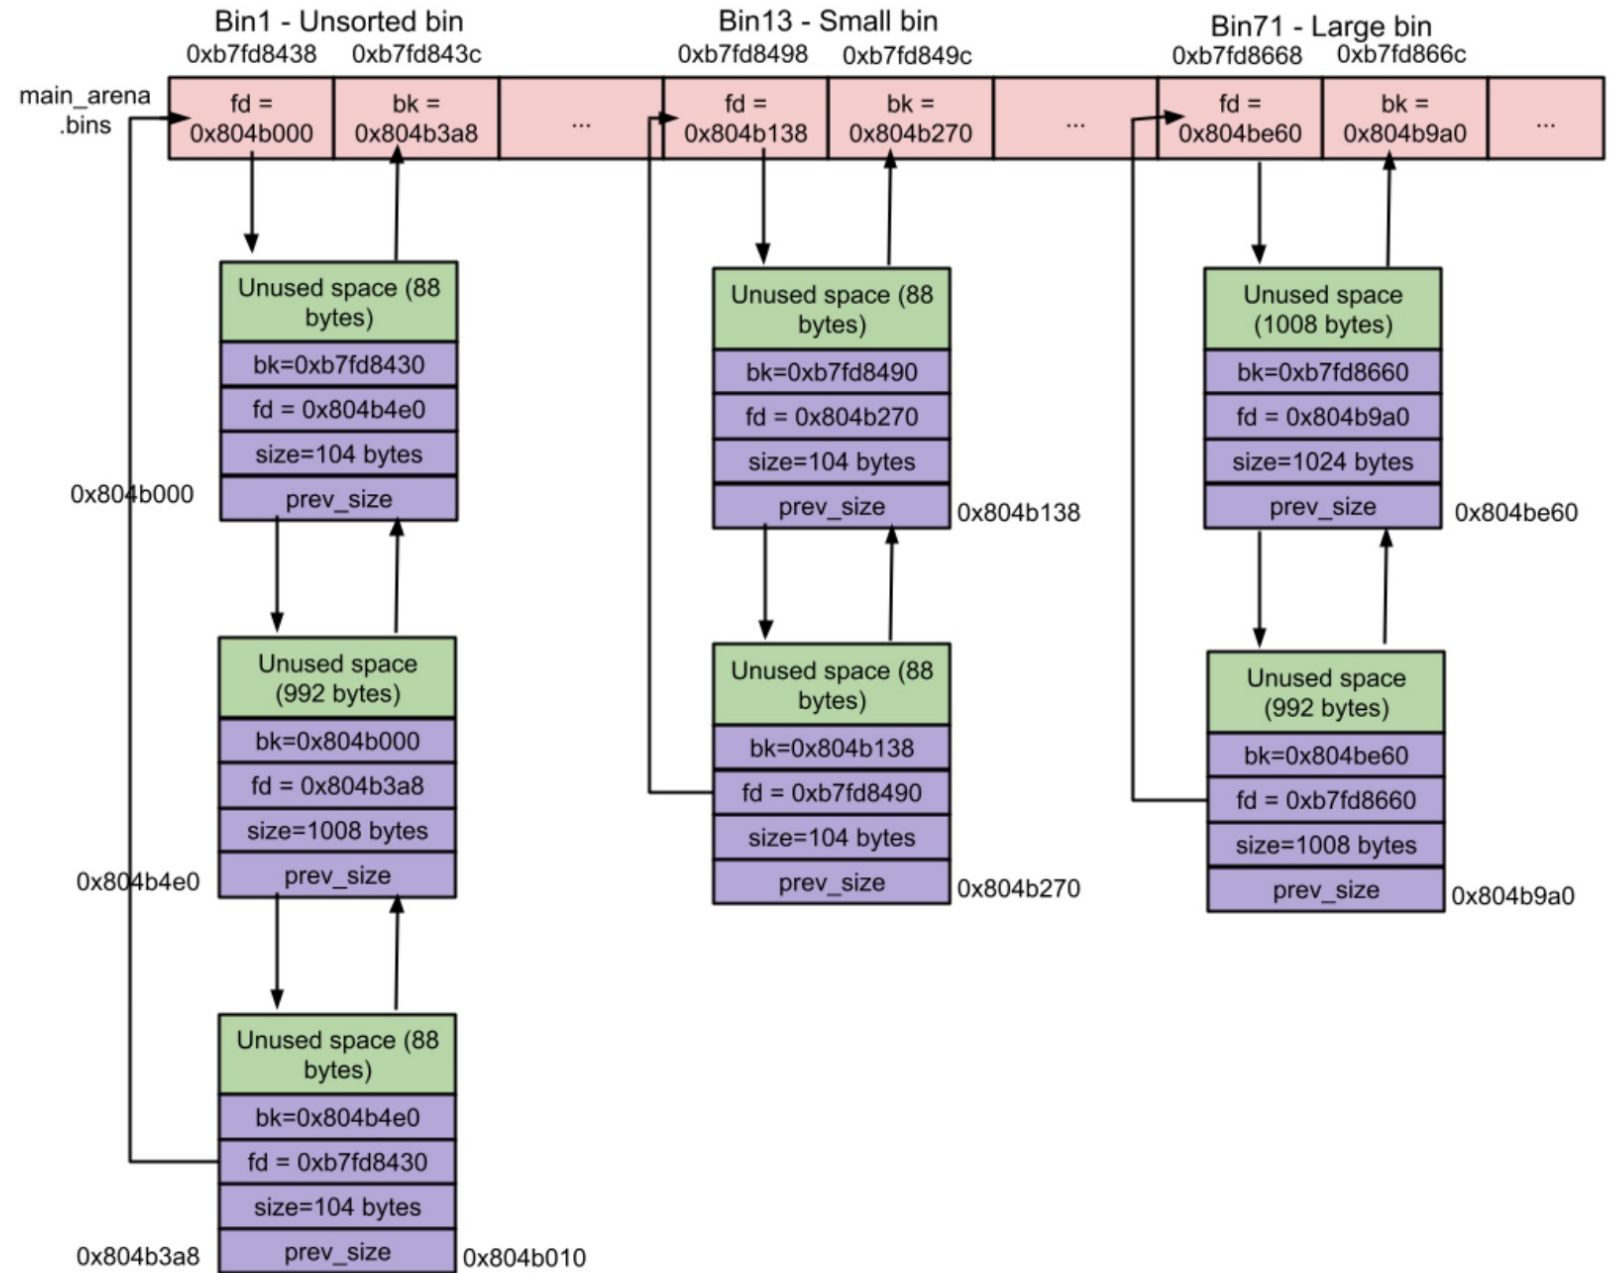 Bin1 - Unsorted bin
0xb7fd8438
0xb7fd843c
Bin13 - Small bin
0xb7fd8498
0xb7fd849c
Bin71 - Large bin
0xb7fd8668
0xb7fd866c
main_arena
.bins
fd =
0x804b000
bk =
0x804b3a8
...
fd =
0x804b138
bk =
0x804b270
...
fd =
0x804be60
bk =
0x804b9a0
...
Unused space (88
bytes)
bk=0xb7fd8430
fd = 0x804b4e0
size=104 bytes
prev_size
0x804b000
Unused space
(992 bytes)
bk=0x804b000
fd = 0x804b3a8
size=1008 bytes
prev_size
0x804b4e0
Unused space (88
bytes)
bk=0x804b4e0
fd = 0xb7fd8430
size=104 bytes
prev_size
0x804b3a8
0x804b010
Unused space (88
bytes)
bk=0xb7fd8490
fd = 0x804b270
size=104 bytes
prev_size
0x804b138
Unused space (88
bytes)
bk=0x804b138
fd = 0xb7fd8490
size=104 bytes
prev_size
0x804b270
Unused space
(1008 bytes)
bk=0xb7fd8660
fd = 0x804b9a0
size=1024 bytes
prev_size
0x804be60
Unused space
(992 bytes)
bk=0x804be60
fd = 0xb7fd8660
size=1008 bytes
prev_size
0x804b9a0